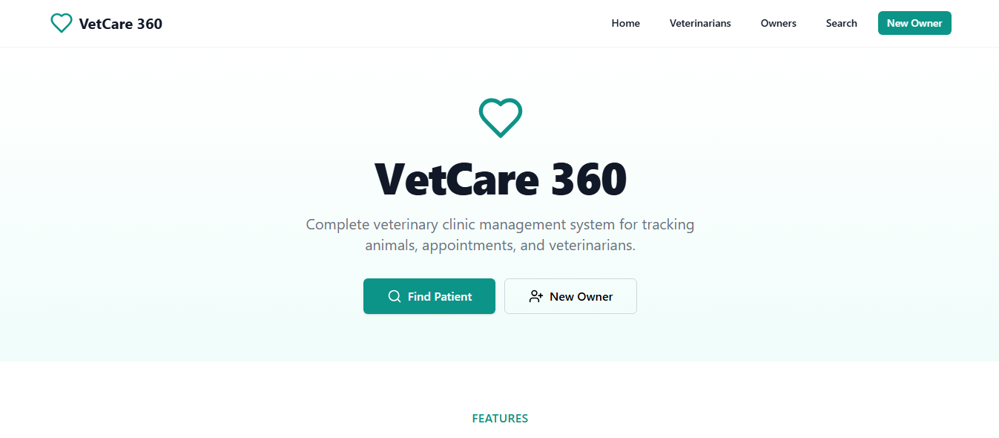 VetCare 360
Home
Veterinarians
Owners
Search
New Owner
VetCare 360
Complete veterinary clinic management system for tracking
animals, appointments, and veterinarians.
Find Patient
New Owner
FEATURES